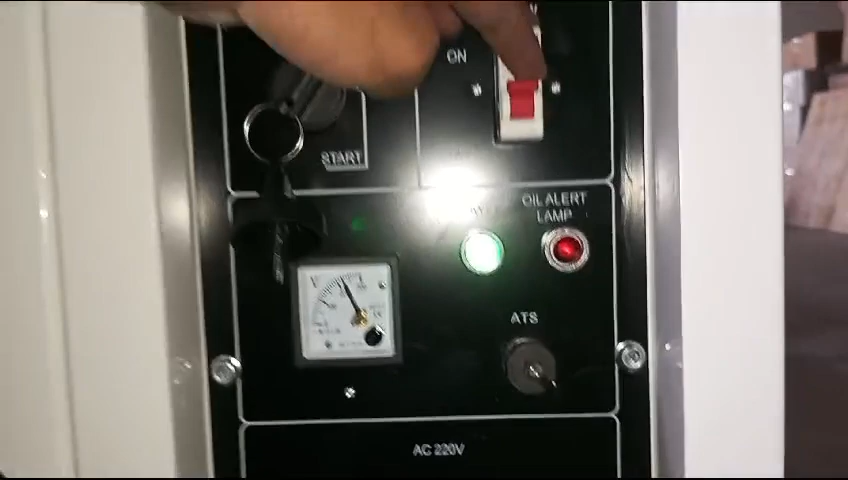 ON
START
OIL ALERT
LAMP
V
ATS
AC 220V